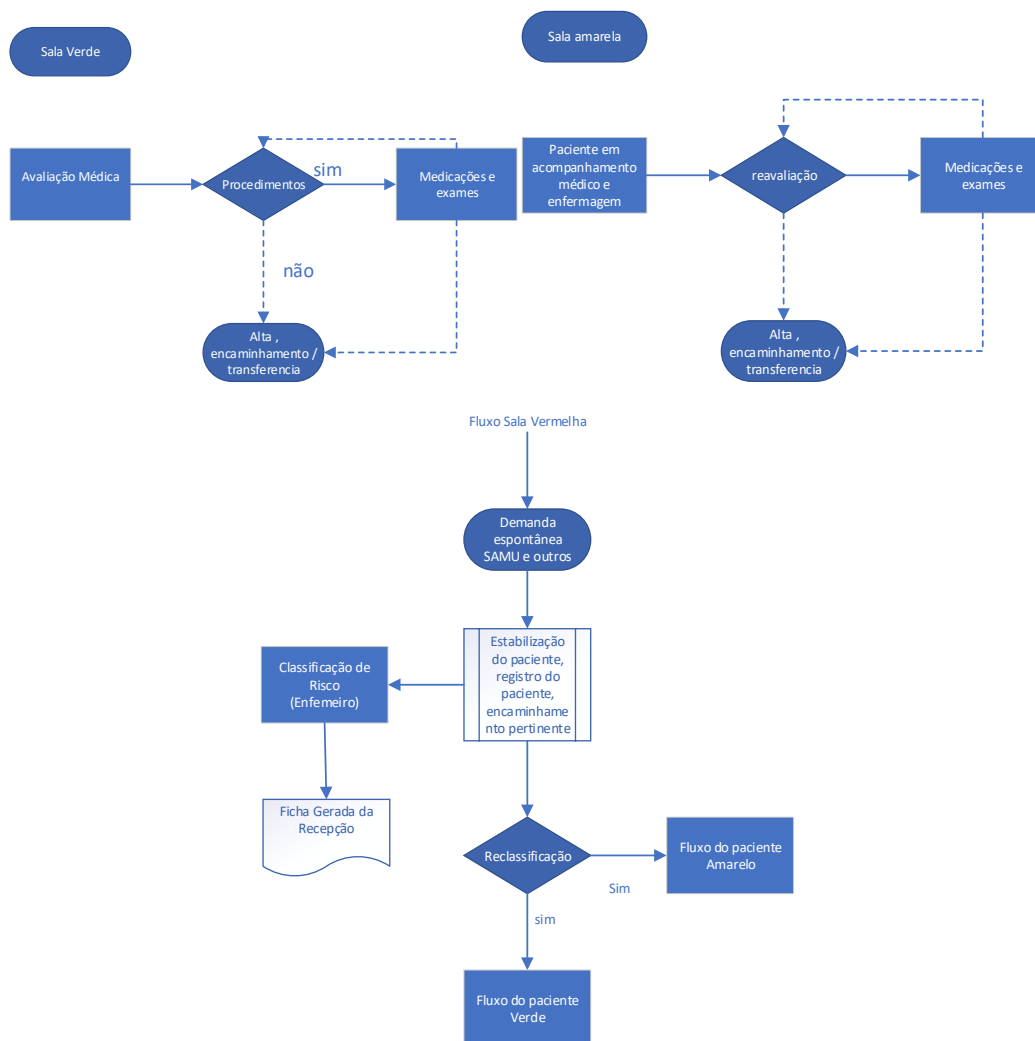 Sala Verde
Sala amarela
Avaliação Médica
Procedimentos
sim
Medicações e
exames
não
Alta ,
encaminhamento /
transferencia
Paciente em
acompanhamento
médico e
enfermagem
reavaliação
Medicações e
exames
Alta ,
encaminhamento /
transferencia
Fluxo Sala Vermelha
Demanda
espontânea
SAMU e outros
Estabilização
do paciente,
registro do
paciente,
encaminhame
nto pertinente
Classificação de
Risco
(Enfemeiro)
Ficha Gerada da
Recepção
Reclassificação
Sim
Fluxo do paciente
Amarelo
sim
Fluxo do paciente
Verde